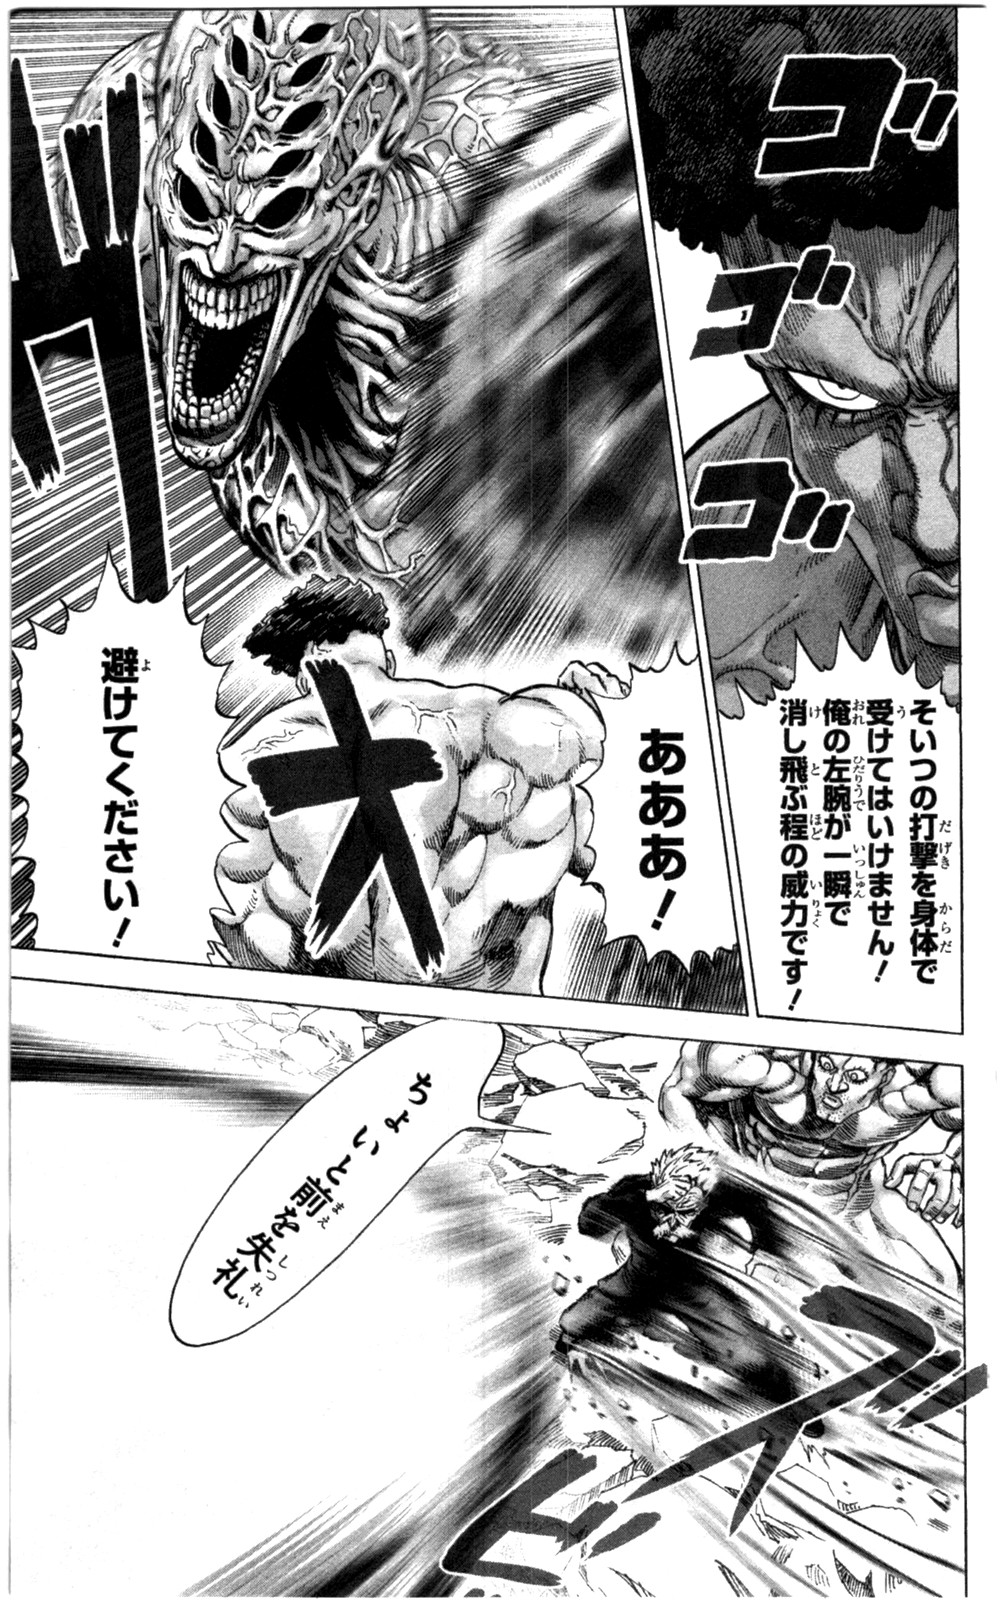 ゴッ
ゴッ
ゴッ
そいつの打撃を身体で
受けてはいけません！
俺の左腕が一瞬で
消し飛ぶ程の威力です！
あああ！
避けてください！
ちょいと前を失礼